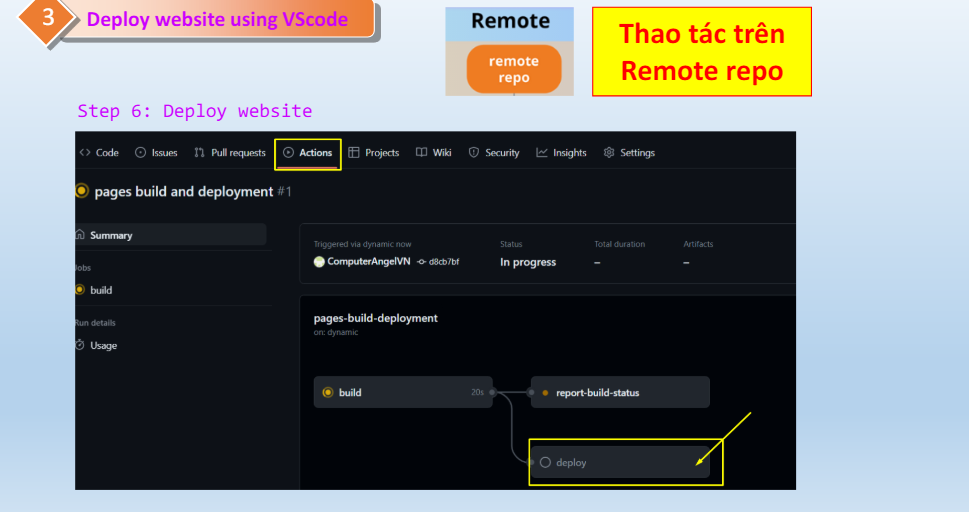 3
Deploy website using VScode
Remote
remote
repo
Thao tác trên
Remote repo
Step 6: Deploy website
Code Issues Pull requests Actions Projects Wiki Security Insights Settings
pages build and deployment #1
Summary
Jobs
build
Run details
Usage
Triggered via dynamic now
ComputerAngelVN d8cb7bf
Status
In progress
Total duration
–
Artifacts
–
pages-build-deployment
on: dynamic
build 20s
report-build-status
deploy